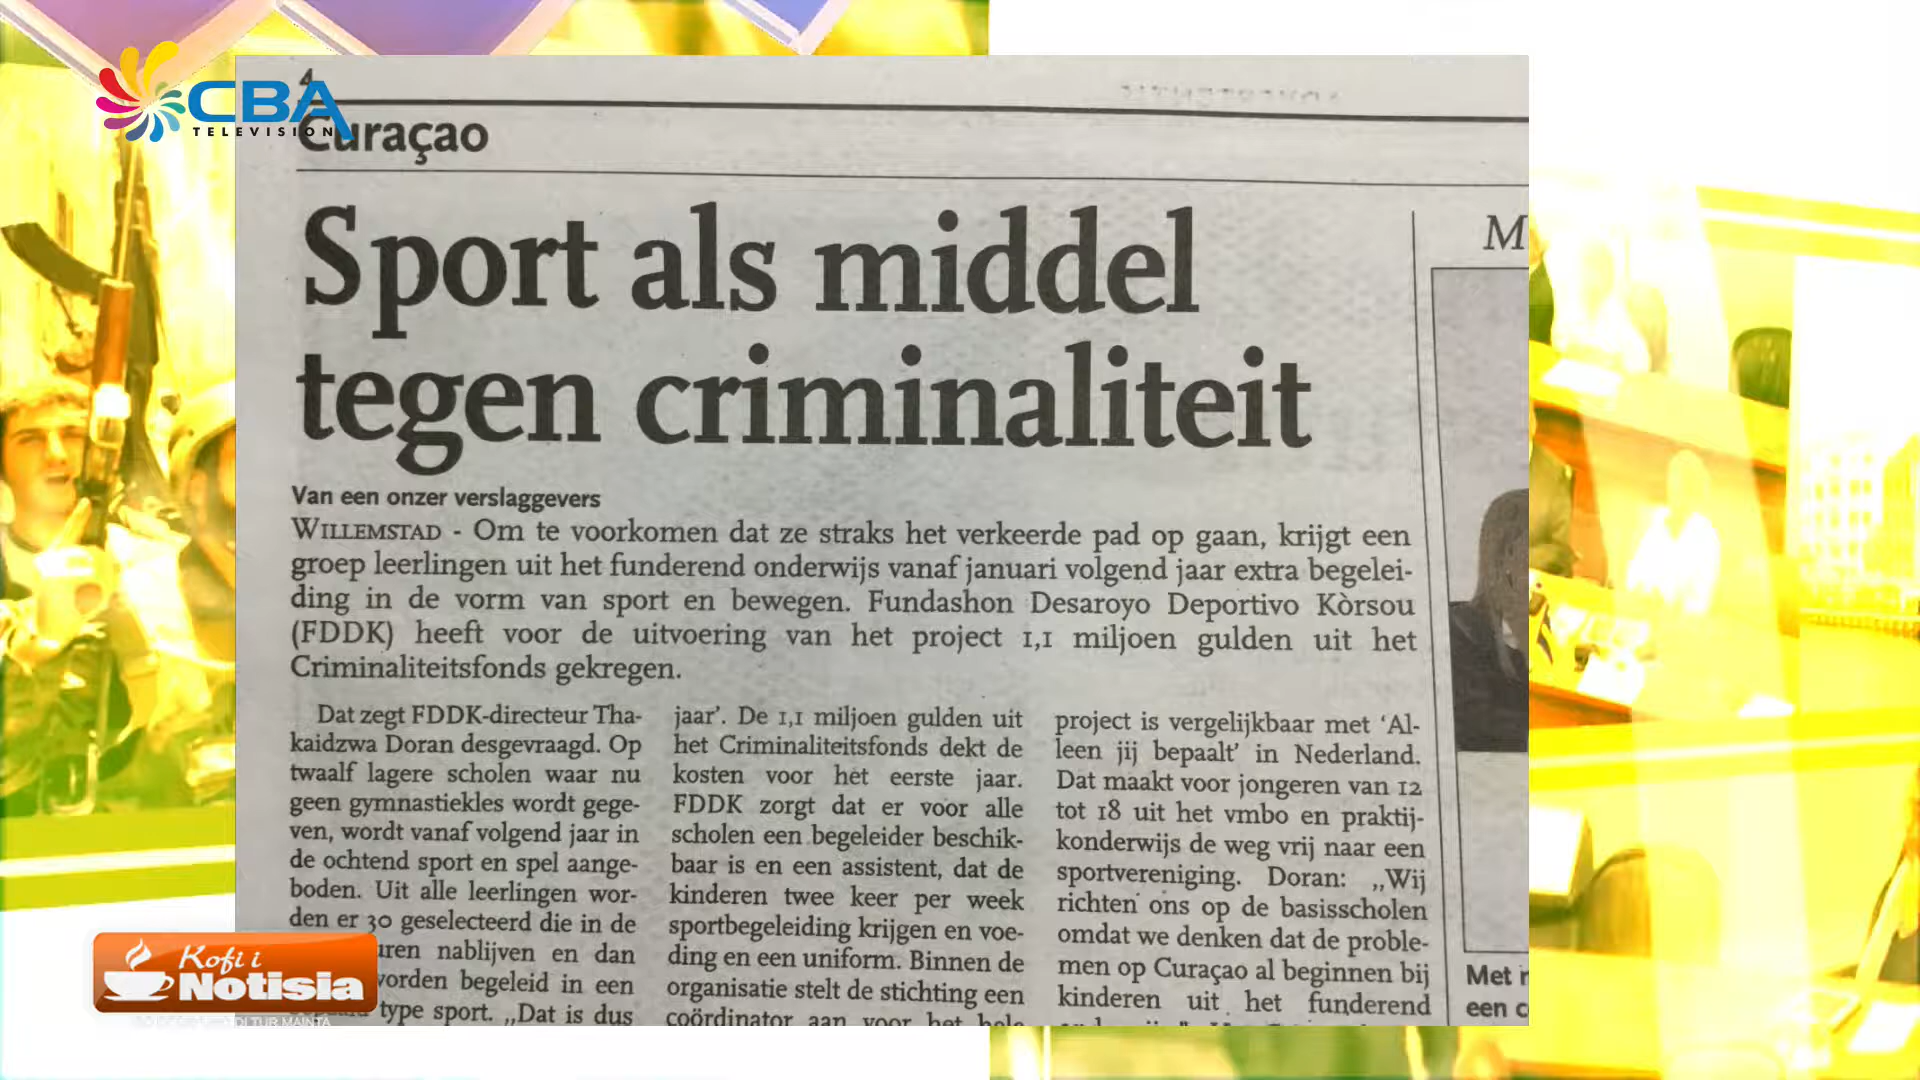 CBA
TELEVISION
4
Curaçao
Sport als middel
tegen criminaliteit
Van een onzer verslaggevers
WILLEMSTAD - Om te voorkomen dat ze straks het verkeerde pad op gaan, krijgt een
groep leerlingen uit het funderend onderwijs vanaf januari volgend jaar extra begelei-
ding in de vorm van sport en bewegen. Fundashon Desaroyo Deportivo Kòrsou
(FDDK) heeft voor de uitvoering van het project 1,1 miljoen gulden uit het
Criminaliteitsfonds gekregen.
Dat zegt FDDK-directeur Tha-
kaidzwa Doran desgevraagd. Op
twaalf lagere scholen waar nu
geen gymnastiekles wordt gege-
ven, wordt vanaf volgend jaar in
de ochtend sport en spel aange-
boden. Uit alle leerlingen wor-
den er 30 geselecteerd die in de
uren nablijven en dan
worden begeleid in een
type sport. „Dat is dus
jaar’. De 1,1 miljoen gulden uit
het Criminaliteitsfonds dekt de
kosten voor het eerste jaar.
FDDK zorgt dat er voor alle
scholen een begeleider beschik-
baar is en een assistent, dat de
kinderen twee keer per week
sportbegeleiding krijgen en voe-
ding en een uniform. Binnen de
organisatie stelt de stichting een
coördinator aan voor het hele
project is vergelijkbaar met ‘Al-
leen jij bepaalt’ in Nederland.
Dat maakt voor jongeren van 12
tot 18 uit het vmbo en praktij-
konderwijs de weg vrij naar een
sportvereniging. Doran: „Wij
richten ons op de basisscholen
omdat we denken dat de proble-
men op Curaçao al beginnen bij
kinderen uit het funderend
M
Met
een
Kofi i
Notisia